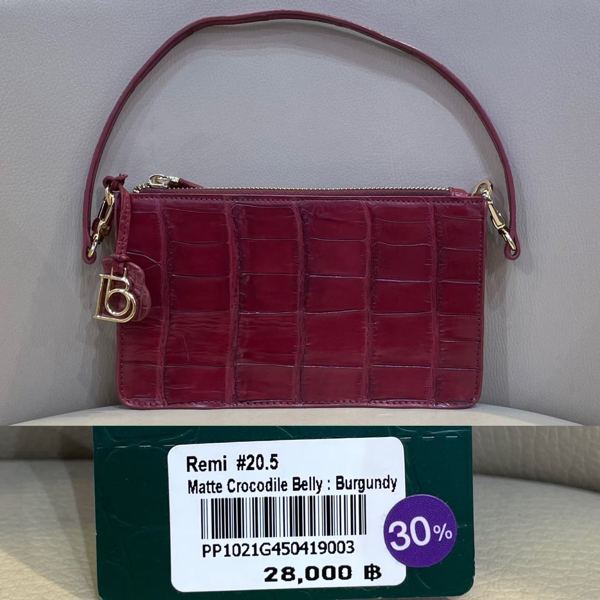 B
Remi #20.5
Matte Crocodile Belly : Burgundy
PP1021G450419003
30%
28,000 ฿